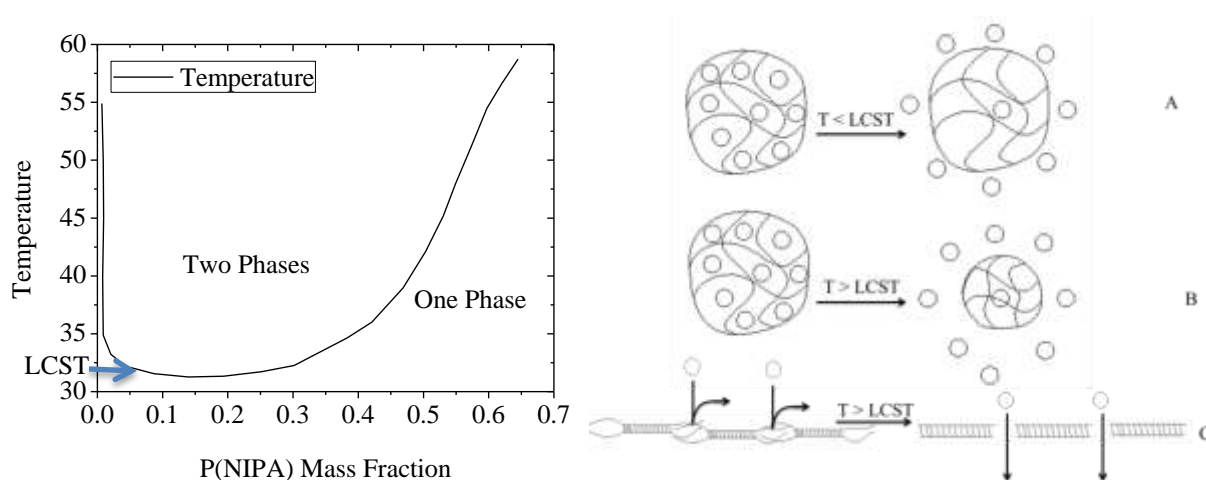 60
55
50
45
40
35
30
Temperature
Temperature
Two Phases
One Phase
LCST
0.0 0.1 0.2 0.3 0.4 0.5 0.6 0.7
P(NIPA) Mass Fraction
T < LCST
A
T > LCST
B
T > LCST
C